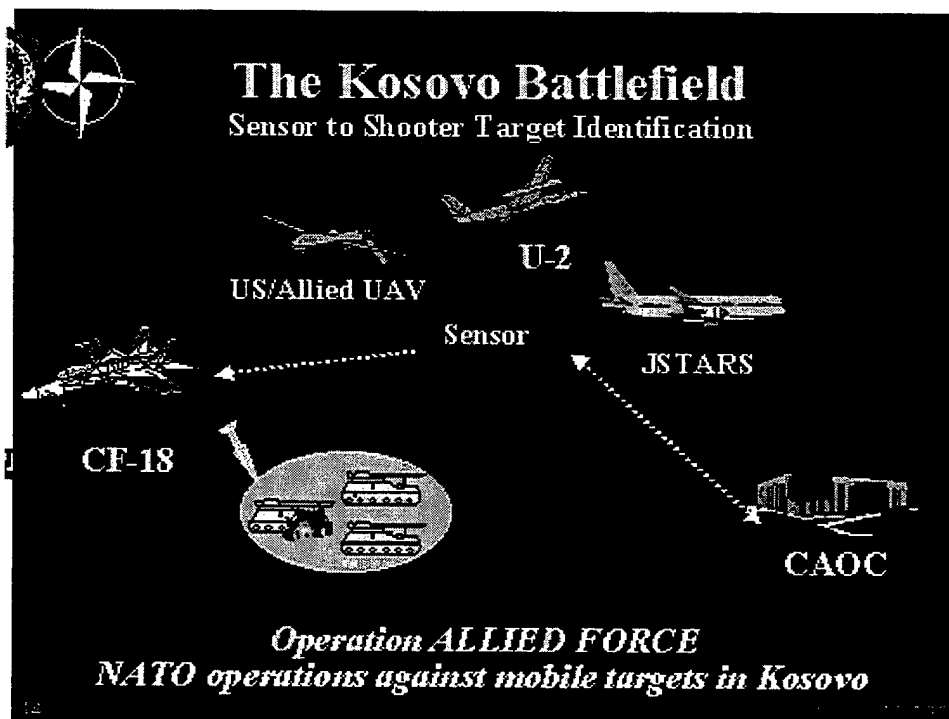 The Kosovo Battlefield
Sensor to Shooter Target Identification
U-2
US/Allied UAV
Sensor
JSTARS
CF-18
CAOC
Operation ALLIED FORCE
NATO operations against mobile targets in Kosovo